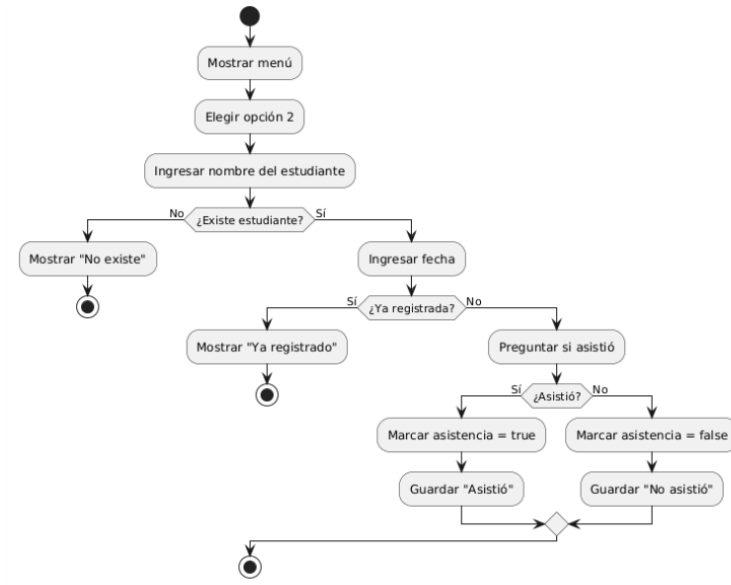 Mostrar menú
Elegir opción 2
Ingresar nombre del estudiante
No
¿Existe estudiante?
Sí
Mostrar "No existe"
Ingresar fecha
Sí
¿Ya registrada?
No
Mostrar "Ya registrado"
Preguntar si asistió
Sí
¿Asistió?
No
Marcar asistencia = true
Marcar asistencia = false
Guardar "Asistió"
Guardar "No asistió"